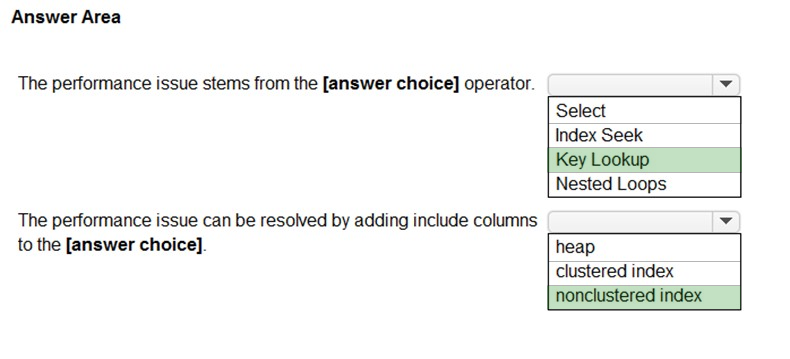 Answer Area
The performance issue stems from the [answer choice] operator.
Select
Index Seek
Key Lookup
Nested Loops
The performance issue can be resolved by adding include columns
to the [answer choice].
heap
clustered index
nonclustered index